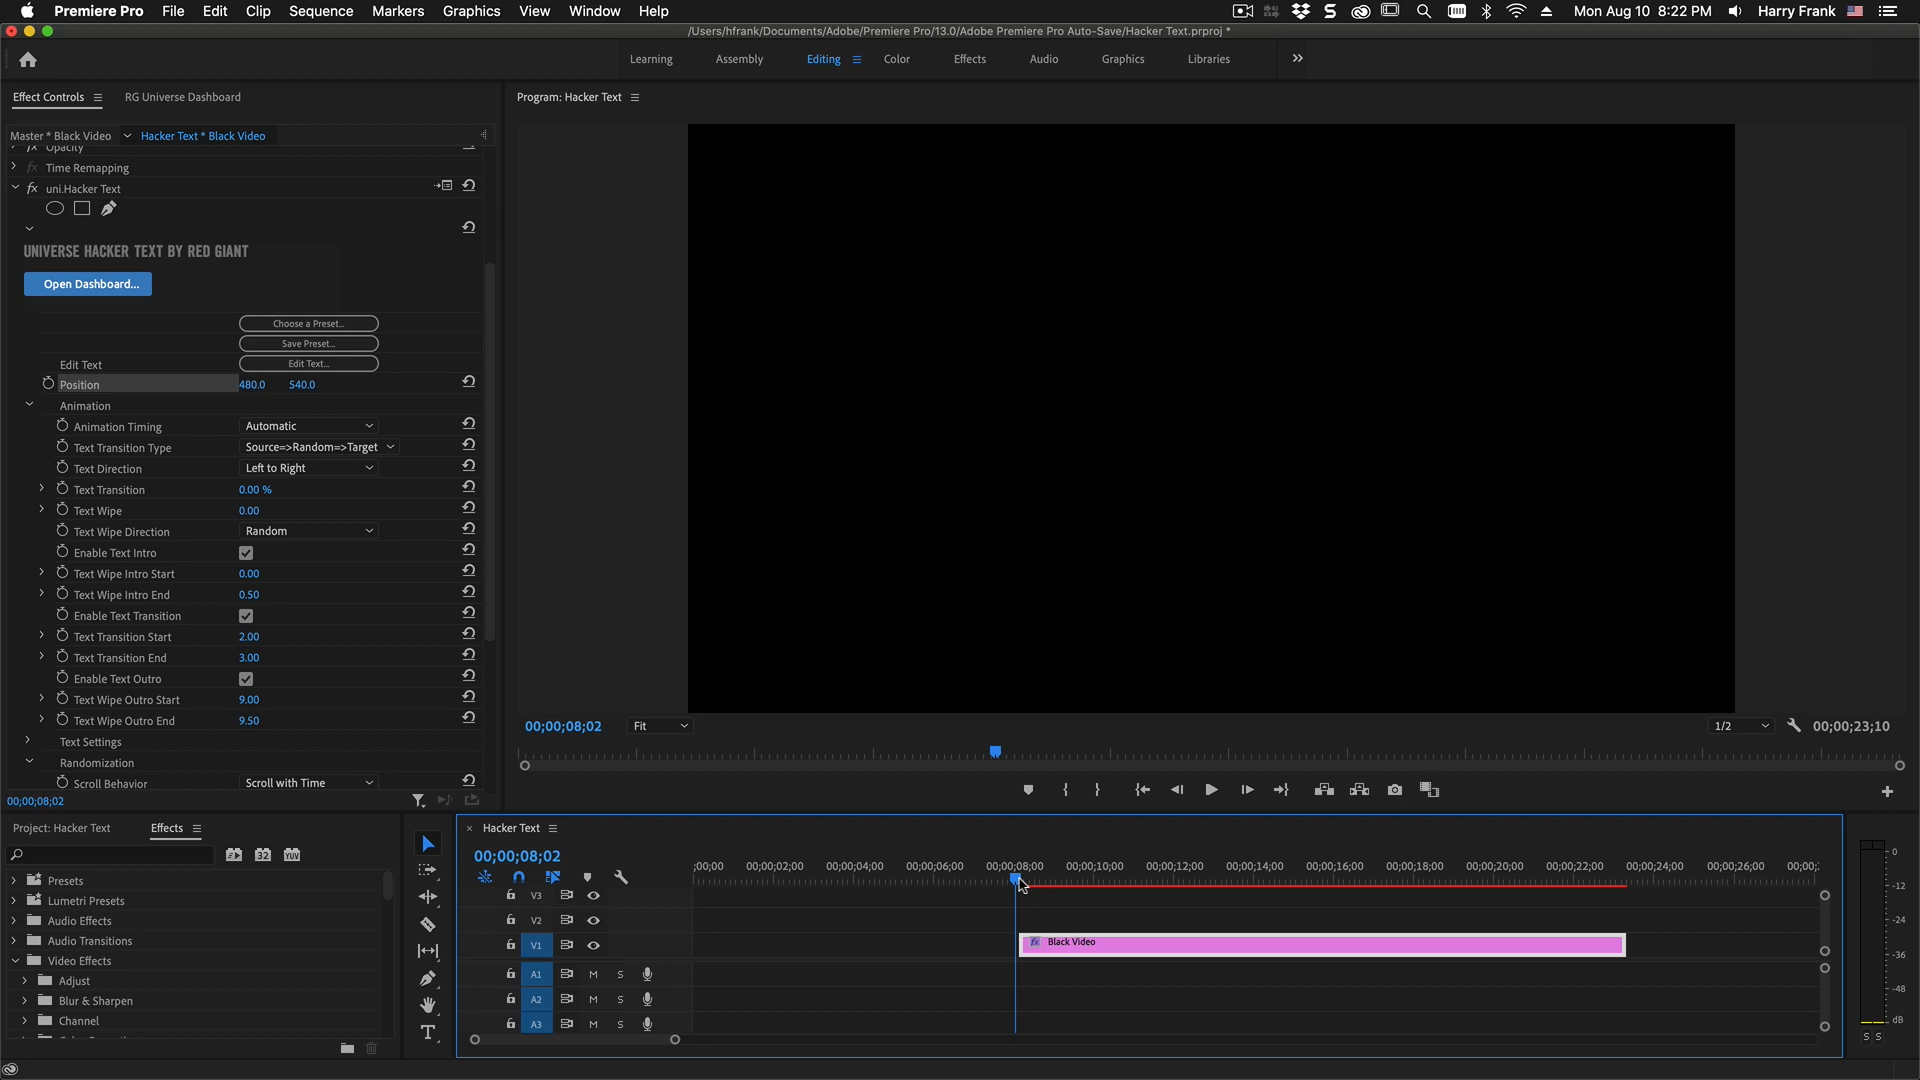 Premiere Pro File Edit Clip Sequence Markers Graphics View Window Help Mon Aug 10 8:22 PM Harry Frank
/Users/hfrank/Documents/Adobe/Premiere Pro/13.0/Adobe Premiere Pro Auto-Save/Hacker Text.prproj *
Learning Assembly Editing Color Effects Audio Graphics Libraries
Effect Controls RG Universe Dashboard
Program: Hacker Text
Master * Black Video Hacker Text * Black Video
fx Opacity
fx Time Remapping
fx uni.Hacker Text
UNIVERSE HACKER TEXT BY RED GIANT
Open Dashboard...
Choose a Preset...
Save Preset...
Edit Text Edit Text...
Position 480.0 540.0
Animation
Animation Timing Automatic
Text Transition Type Source=>Random=>Target
Text Direction Left to Right
Text Transition 0.00 %
Text Wipe 0.00
Text Wipe Direction Random
Enable Text Intro
Text Wipe Intro Start 0.00
Text Wipe Intro End 0.50
Enable Text Transition
Text Transition Start 2.00
Text Transition End 3.00
Enable Text Outro
Text Wipe Outro Start 9.00
Text Wipe Outro End 9.50
Text Settings
Randomization
Scroll Behavior Scroll with Time
00;00;08;02
00;00;08;02 Fit 1/2 00;00;23;10
Project: Hacker Text Effects
32 YUV
Presets
Lumetri Presets
Audio Effects
Audio Transitions
Video Effects
Adjust
Blur & Sharpen
Channel
Hacker Text
00;00;08;02
;00;00 00;00;02;00 00;00;04;00 00;00;06;00 00;00;08;00 00;00;10;00 00;00;12;00 00;00;14;00 00;00;16;00 00;00;18;00 00;00;20;00 00;00;22;00 00;00;24;00 00;00;26;00 00;00;
V3
V2
V1 fx Black Video
A1 M S
A2 M S
A3 M S
0
-12
-24
-36
-48
dB
S S